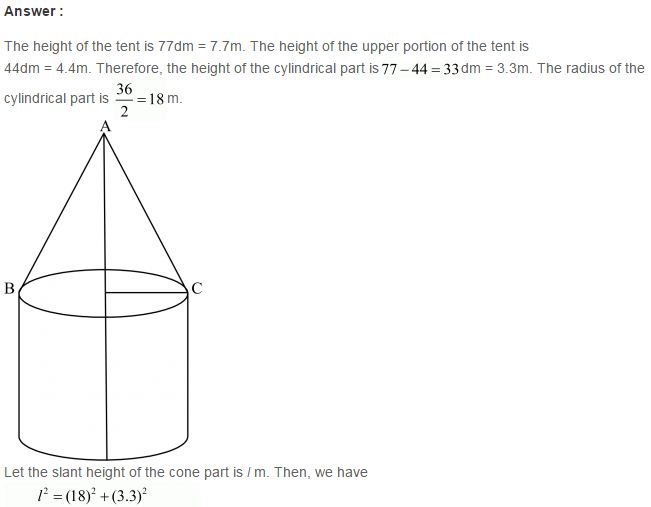 Answer :
The height of the tent is 77dm = 7.7m. The height of the upper portion of the tent is
44dm = 4.4m. Therefore, the height of the cylindrical part is 77 – 44 = 33 dm = 3.3m. The radius of the
cylindrical part is 36/2 = 18 m.
A
B
C
Let the slant height of the cone part is l m. Then, we have
l² = (18)² + (3.3)²